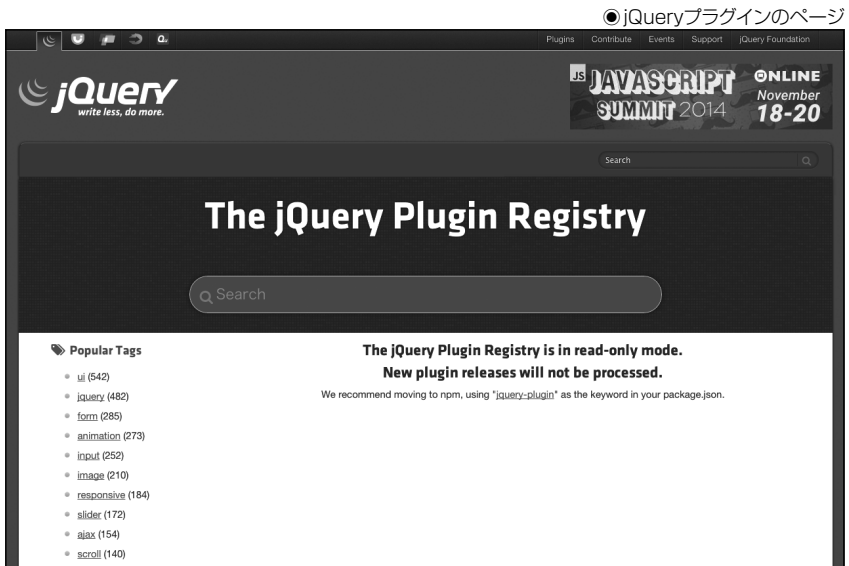 ●jQueryプラグインのページ
Plugins Contribute Events Support jQuery Foundation
jQuery
write less, do more.
JS JAVASCRIPT SUMMIT 2014
ONLINE
November
18-20
Search
The jQuery Plugin Registry
Search
Popular Tags
ui (542)
jquery (482)
form (285)
animation (273)
input (252)
image (210)
responsive (184)
slider (172)
ajax (154)
scroll (140)
The jQuery Plugin Registry is in read-only mode.
New plugin releases will not be processed.
We recommend moving to npm, using "jquery-plugin" as the keyword in your package.json.